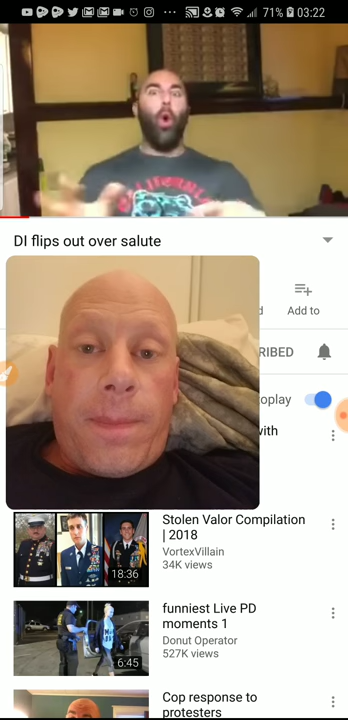 71% 03:22
CALIFORNIA
DI flips out over salute
d
Add to
RIBED
oplay
with
Stolen Valor Compilation
| 2018
VortexVillain
34K views
18:36
funniest Live PD
moments 1
Donut Operator
527K views
6:45
Cop response to
protesters